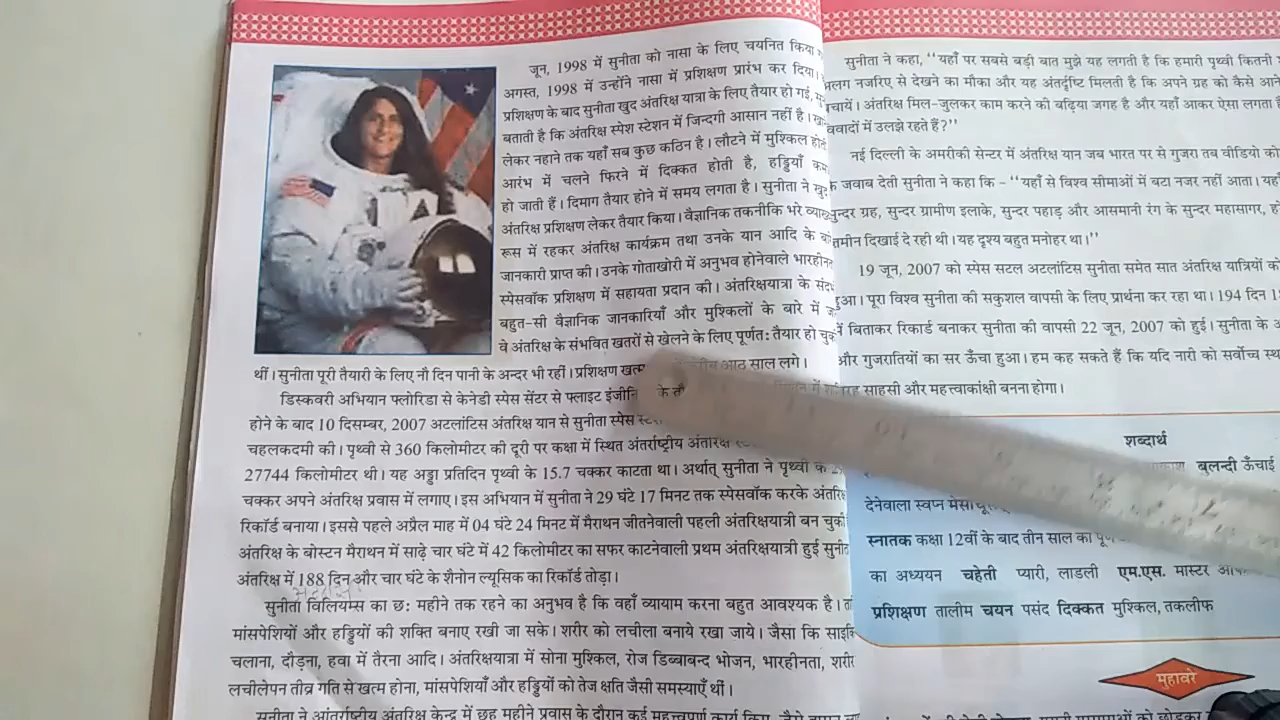 जून, 1998 में सुनीता को नासा के लिए चयनित किया
अगस्त, 1998 में उन्होंने नासा में प्रशिक्षण प्रारंभ कर दिया।
प्रशिक्षण के बाद सुनीता खुद अंतरिक्ष यात्रा के लिए तैयार हो गई,
बताती है कि अंतरिक्ष स्पेश स्टेशन में जिन्दगी आसान नहीं है।
लेकर नहाने तक यहाँ सब कुछ कठिन है। लौटने में मुश्किल होती
आरंभ में चलने फिरने में दिक्कत होती है, हड्डियाँ
हो जाती हैं। दिमाग तैयार होने में समय लगता है। सुनीता ने
अंतरिक्ष प्रशिक्षण लेकर तैयार किया। वैज्ञानिक तकनीकि भरे
रूस में रहकर अंतरिक्ष कार्यक्रम तथा उनके यान आदि के
जानकारी प्राप्त की। उनके गोताखोरी में अनुभव होनेवाले
स्पेसवॉक प्रशिक्षण में सहायता प्रदान की। अंतरिक्षयात्रा के
बहुत-सी वैज्ञानिक जानकारियाँ और मुश्किलों के बारे में
वे अंतरिक्ष के संभवित खतरों से खेलने के लिए पूर्णत: तैयार हो
थीं। सुनीता पूरी तैयारी के लिए नौ दिन पानी के अन्दर भी रहीं। प्रशिक्षण आठ साल लगे।
डिस्कवरी अभियान फ्लोरिडा से केनेडी स्पेस सेंटर से फ्लाइट के में
होने के बाद 10 दिसम्बर, 2007 अटलांटिस अंतरिक्ष यान से सुनीता स्पेस
चहलकदमी की। पृथ्वी से 360 किलोमीटर की दूरी पर कक्षा में स्थित अंतर्राष्ट्रीय
27744 किलोमीटर थी। यह अड्डा प्रतिदिन पृथ्वी के 15.7 चक्कर काटता था। अर्थात् सुनीता ने पृथ्वी के
चक्कर अपने अंतरिक्ष प्रवास में लगाए। इस अभियान में सुनीता ने 29 घंटे 17 मिनट तक स्पेसवॉक करके
रिकॉर्ड बनाया। इससे पहले अप्रैल माह में 04 घंटे 24 मिनट में मैराथन जीतनेवाली पहली अंतरिक्षयात्री बन चुकी
अंतरिक्ष के बोस्टन मैराथन में साढ़े चार घंटे में 42 किलोमीटर का सफर काटनेवाली प्रथम अंतरिक्षयात्री हुई
अंतरिक्ष में 188 दिन और चार घंटे के शैनोन ल्यूसिक का रिकॉर्ड तोड़ा।
सुनीता विलियम्स का छ: महीने तक रहने का अनुभव है कि वहाँ व्यायाम करना बहुत आवश्यक है।
मांसपेशियों और हड्डियों की शक्ति बनाए रखी जा सके। शरीर को लचीला बनाये रखा जाये। जैसा कि
चलाना, दौड़ना, हवा में तैरना आदि। अंतरिक्षयात्रा में सोना मुश्किल, रोज डिब्बाबन्द भोजन, भारहीनता, शरीर
लचीलेपन तीव्र गति से खत्म होना, मांसपेशियाँ और हड्डियों को तेज क्षति जैसी समस्याएँ थीं।
सुनीता ने आंतर्राष्ट्रीय अंतरिक्ष केन्द्र में छह महीने प्रवास के दौरान कई महत्त्वपूर्ण कार्य किए,
सुनीता ने कहा, ''यहाँ पर सबसे बड़ी बात मुझे यह लगती है कि हमारी पृथ्वी कितनी
अलग नजरिए से देखने का मौका और यह अंतर्दृष्टि मिलती है कि अपने ग्रह को कैसे आने
बचायें। अंतरिक्ष मिल-जुलकर काम करने की बढ़िया जगह है और यहाँ आकर ऐसा लगता
विवादों में उलझे रहते हैं?''
नई दिल्ली के अमरीकी सेन्टर में अंतरिक्ष यान जब भारत पर से गुजरा तब वीडियो
के जवाब देती सुनीता ने कहा कि - ''यहाँ से विश्व सीमाओं में बटा नजर नहीं आता।
सुन्दर ग्रह, सुन्दर ग्रामीण इलाके, सुन्दर पहाड़ और आसमानी रंग के सुन्दर महासागर,
जमीन दिखाई दे रही थी। यह दृश्य बहुत मनोहर था।''
19 जून, 2007 को स्पेस सटल अटलांटिस सुनीता समेत सात अंतरिक्ष यात्रियों को
हुआ। पूरा विश्व सुनीता की सकुशल वापसी के लिए प्रार्थना कर रहा था। 194 दिन
में बिताकर रिकार्ड बनाकर सुनीता की वापसी 22 जून, 2007 को हुई। सुनीता के
और गुजरातियों का सर ऊँचा हुआ। हम कह सकते हैं कि यदि नारी को सर्वोच्च
साहसी और महत्त्वाकांक्षी बनना होगा।
शब्दार्थ
बुलन्दी ऊँचाई
देनेवाला स्वप्न
स्नातक कक्षा 12वीं के बाद तीन साल का
का अध्ययन चहेती प्यारी, लाडली एम.एस. मास्टर
प्रशिक्षण तालीम चयन पसंद दिक्कत मुश्किल, तकलीफ
मुहावरे